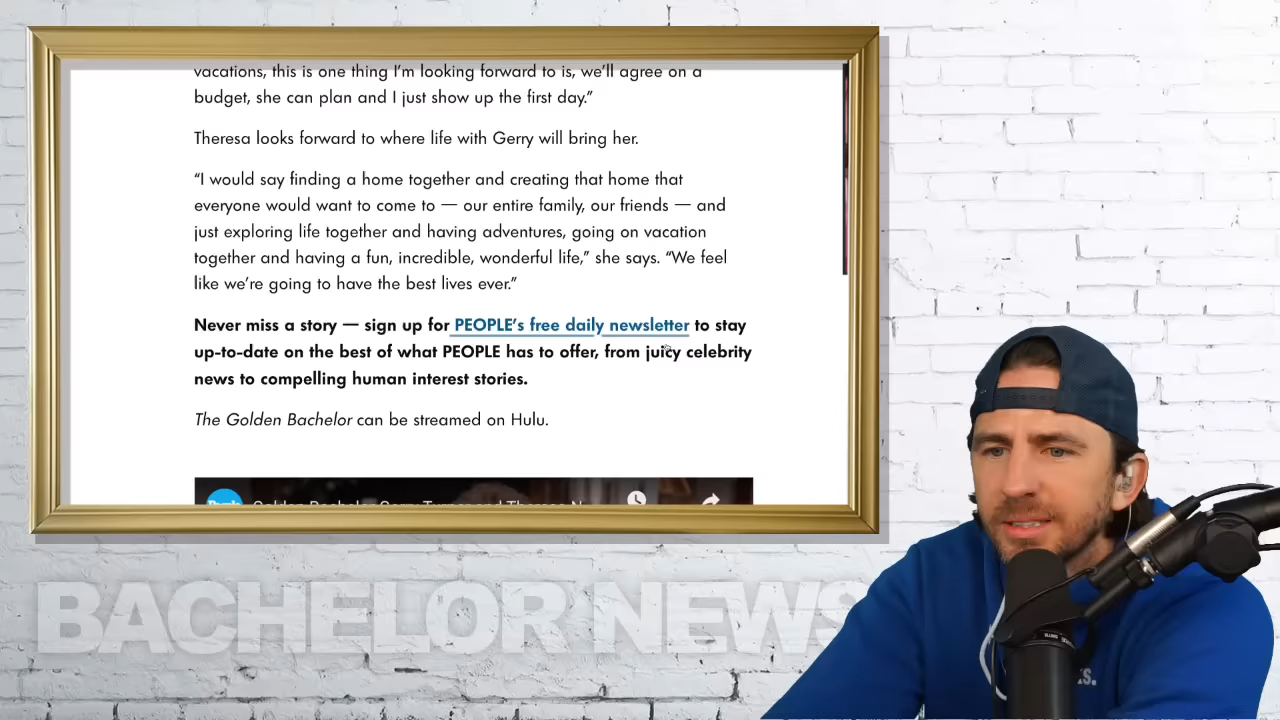 vacations, this is one thing I’m looking forward to is, we’ll agree on a
budget, she can plan and I just show up the first day.”
Theresa looks forward to where life with Gerry will bring her.
“I would say finding a home together and creating that home that
everyone would want to come to — our entire family, our friends — and
just exploring life together and having adventures, going on vacation
together and having a fun, incredible, wonderful life,” she says. “We feel
like we’re going to have the best lives ever.”
Never miss a story — sign up for PEOPLE’s free daily newsletter to stay
up-to-date on the best of what PEOPLE has to offer, from juicy celebrity
news to compelling human interest stories.
The Golden Bachelor can be streamed on Hulu.
BACHELOR NEWS